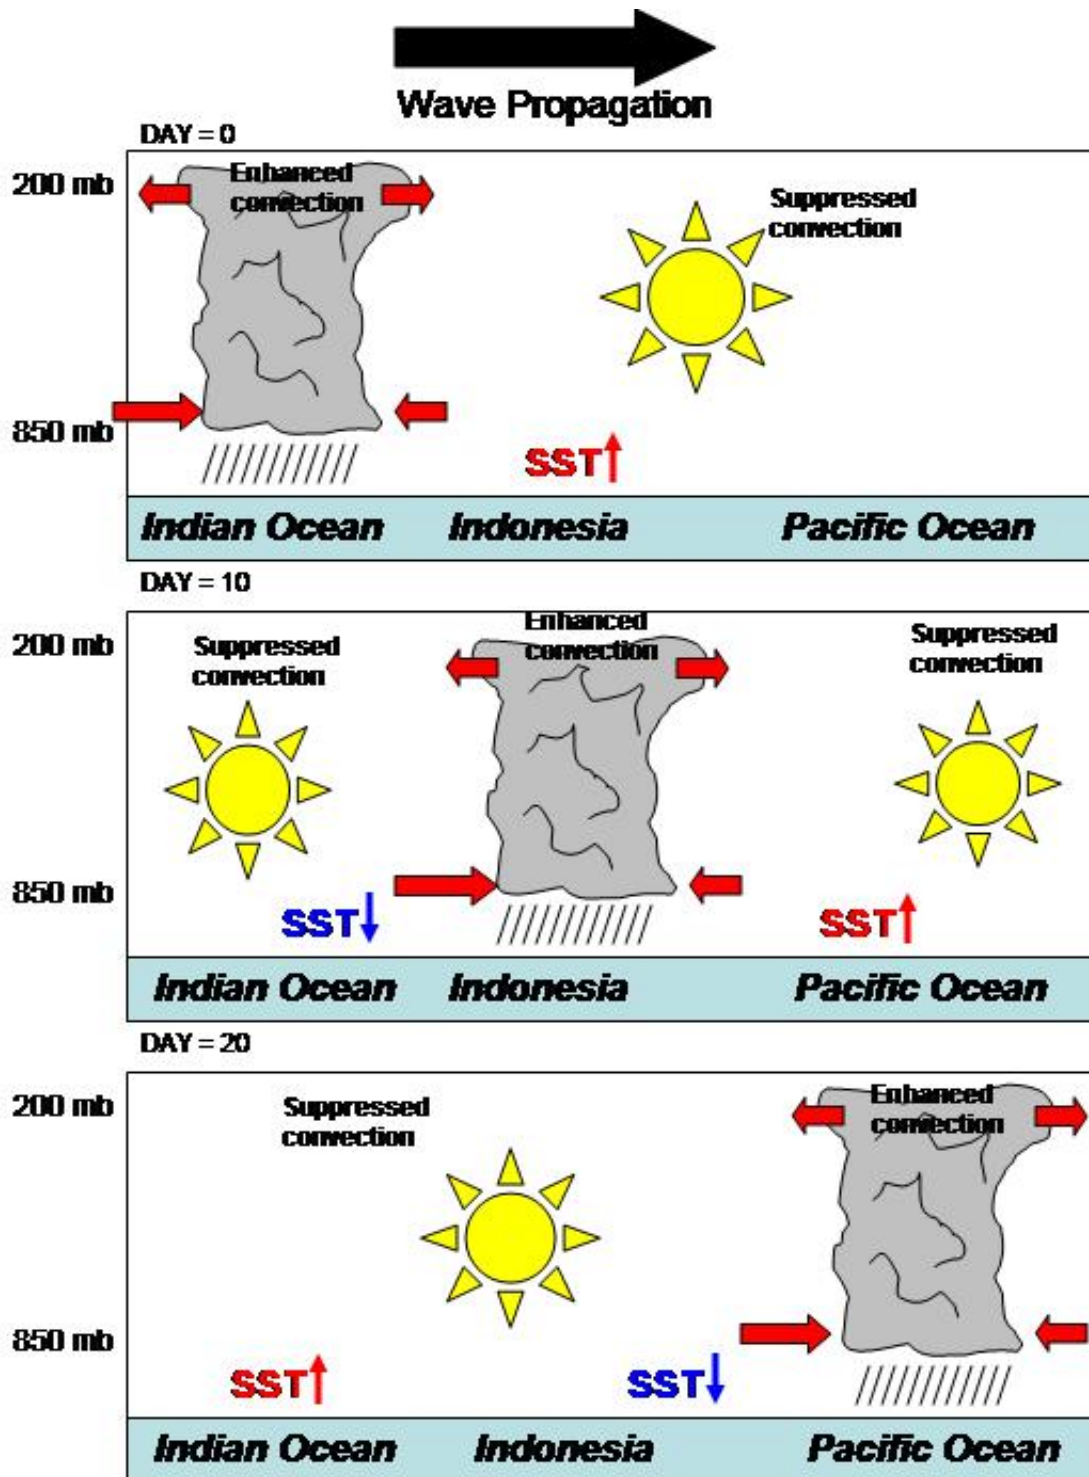 Wave Propagation
DAY = 0
200 mb
Enhanced
convection
Suppressed
convection
850 mb
SST
Indian Ocean
Indonesia
Pacific Ocean
DAY = 10
200 mb
Suppressed
convection
Enhanced
convection
Suppressed
convection
850 mb
SST
SST
Indian Ocean
Indonesia
Pacific Ocean
DAY = 20
200 mb
Suppressed
convection
Enhanced
convection
850 mb
SST
SST
Indian Ocean
Indonesia
Pacific Ocean